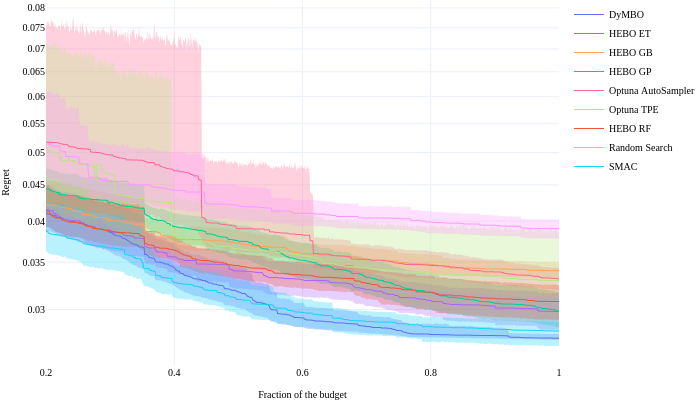 0.08
0.075
0.07
0.065
0.06
0.055
0.05
0.045
0.04
0.035
0.03
Regret
0.2 0.4 0.6 0.8 1
Fraction of the budget
DyMBO
HEBO ET
HEBO GB
HEBO GP
Optuna AutoSampler
Optuna TPE
HEBO RF
Random Search
SMAC